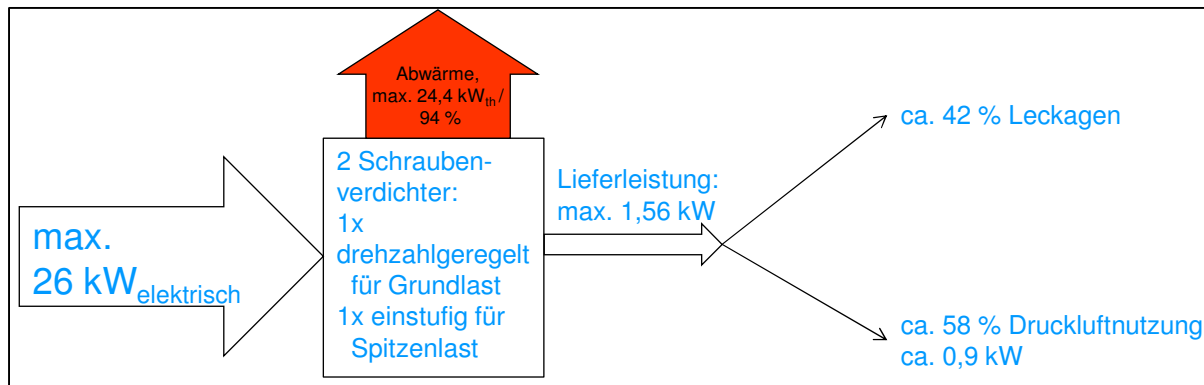 Abwärme,
max. 24,4 kWth /
94 %
max.
26 kWelektrisch
2 Schrauben-
verdichter:
1x
drehzahlgeregelt
für Grundlast
1x einstufig für
Spitzenlast
Lieferleistung:
max. 1,56 kW
ca. 42 % Leckagen
ca. 58 % Druckluftnutzung
ca. 0,9 kW